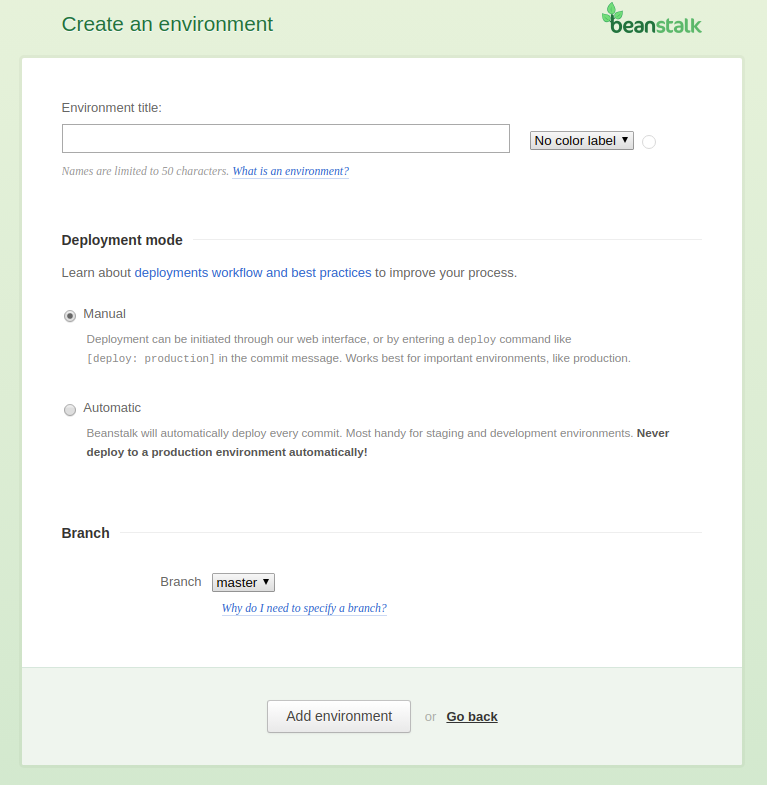 Create an environment
beanstalk
Environment title:
No color label ▼
Names are limited to 50 characters. What is an environment?
Deployment mode
Learn about deployments workflow and best practices to improve your process.
Manual
Deployment can be initiated through our web interface, or by entering a deploy command like
[deploy: production] in the commit message. Works best for important environments, like production.
Automatic
Beanstalk will automatically deploy every commit. Most handy for staging and development environments. Never
deploy to a production environment automatically!
Branch
Branch master ▼
Why do I need to specify a branch?
Add environment or Go back